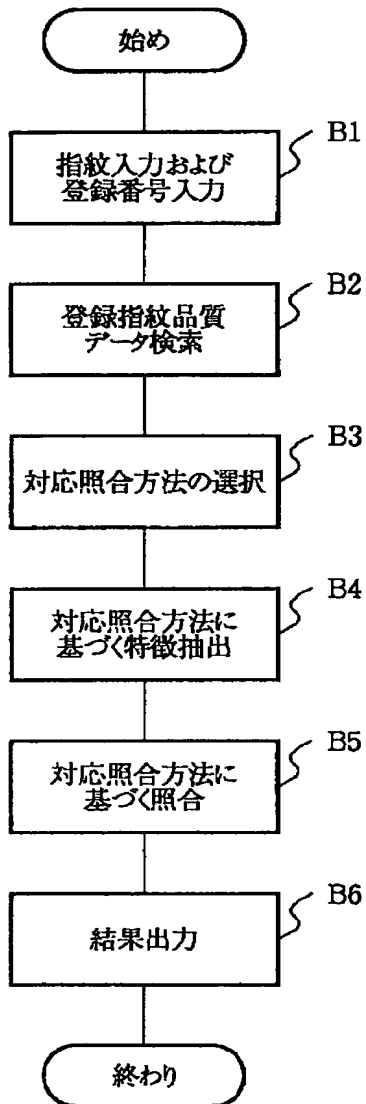 始め
B1
指紋入力および
登録番号入力
B2
登録指紋品質
データ検索
B3
対応照合方法の選択
B4
対応照合方法に
基づく特徴抽出
B5
対応照合方法に
基づく照合
B6
結果出力
終わり